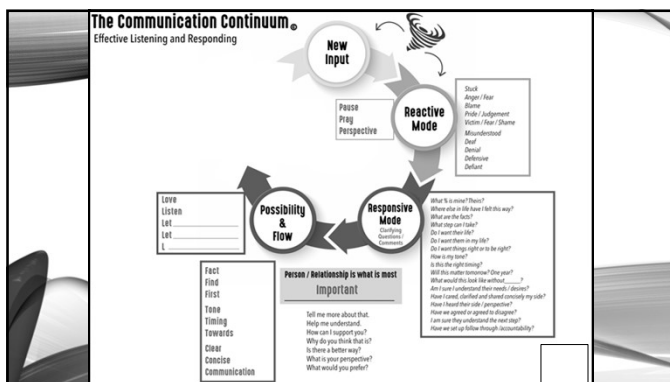 The Communication Continuum
Effective Listening and Responding
New
Input
Reactive
Mode
Pause
Pray
Perspective
Stuck
Anger / Fear
Blame
Pride / Judgement
Victim / Fear / Shame
Misunderstood
Deaf
Denial
Defensive
Defiant
Responsive
Mode
Clarifying
Questions /
Comments
What % is mine? Theirs?
Where else in life have I felt this way?
What are the facts?
What step can I take?
Do I want their life?
Do I want them in my life?
Do I want things right or to be right?
How is my tone?
Is this the right timing?
Will this matter tomorrow? One year?
What would this look like without_____?
Am I sure I understand their needs / desires?
Have I cared, clarified and shared concisely my side?
Have I heard their side / perspective?
Have we agreed or agreed to disagree?
I am sure they understand the next step?
Have we set up follow through /accountability?
Possibility
&
Flow
Love
Listen
Let __________
Let __________
L __________
Fact
Find
First
Tone
Timing
Towards
Clear
Concise
Communication
Person / Relationship is what is most
Important
Tell me more about that.
Help me understand.
How can I support you?
Why do you think that is?
Is there a better way?
What is your perspective?
What would you prefer?